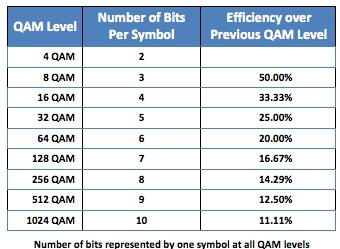 QAM Level Number of Bits Per Symbol Efficiency over Previous QAM Level
4 QAM 2
8 QAM 3 50.00%
16 QAM 4 33.33%
32 QAM 5 25.00%
64 QAM 6 20.00%
128 QAM 7 16.67%
256 QAM 8 14.29%
512 QAM 9 12.50%
1024 QAM 10 11.11%
Number of bits represented by one symbol at all QAM levels